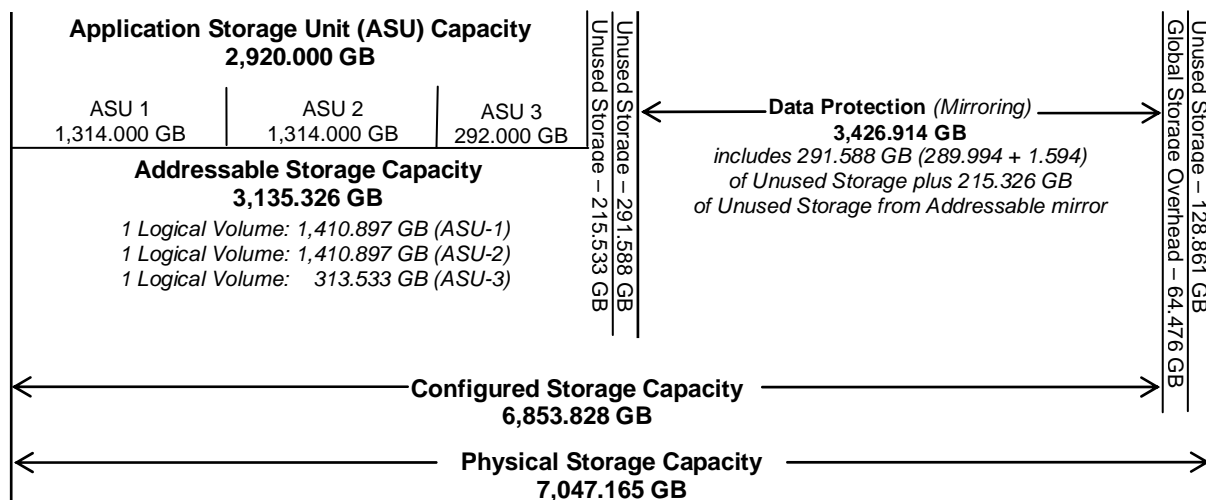 Application Storage Unit (ASU) Capacity
2,920.000 GB
ASU 1
1,314.000 GB
ASU 2
1,314.000 GB
ASU 3
292.000 GB
Addressable Storage Capacity
3,135.326 GB
1 Logical Volume: 1,410.897 GB (ASU-1)
1 Logical Volume: 1,410.897 GB (ASU-2)
1 Logical Volume: 313.533 GB (ASU-3)
Unused Storage – 215.533 GB
Unused Storage – 291.588 GB
Data Protection (Mirroring)
3,426.914 GB
includes 291.588 GB (289.994 + 1.594)
of Unused Storage plus 215.326 GB
of Unused Storage from Addressable mirror
Global Storage Overhead – 64.476 GB
Unused Storage – 128.861 GB
Configured Storage Capacity
6,853.828 GB
Physical Storage Capacity
7,047.165 GB